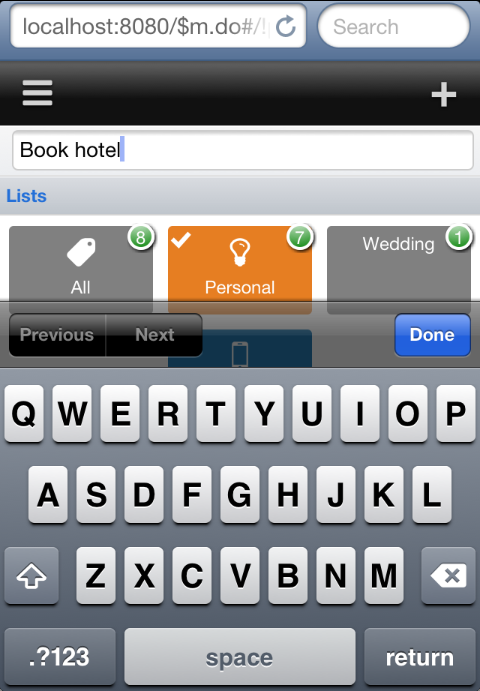 localhost:8080/$m.do#/!
Search
Book hotel
Lists
8
7
1
All
Personal
Wedding
Previous
Next
Done
Q W E R T Y U I O P
A S D F G H J K L
Z X C V B N M
.?123
space
return